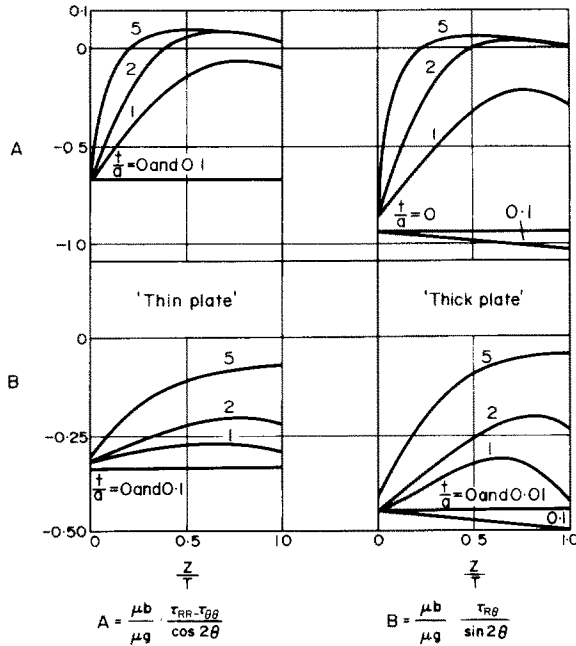 0·1
0
-0·5
-1·0
A
5
2
1
t/a = 0 and 0·1
5
2
1
t/a = 0
0·1
'Thin plate'
'Thick plate'
0
-0·25
-0·50
B
5
2
1
t/a = 0 and 0·1
5
2
1
t/a = 0 and 0·01
0·1
0 0·5 1·0
0 0·5 1·0
Z/T
Z/T
A = μb/μg · τRR-τθθ/cos 2θ
B = μb/μg τRθ/sin 2θ